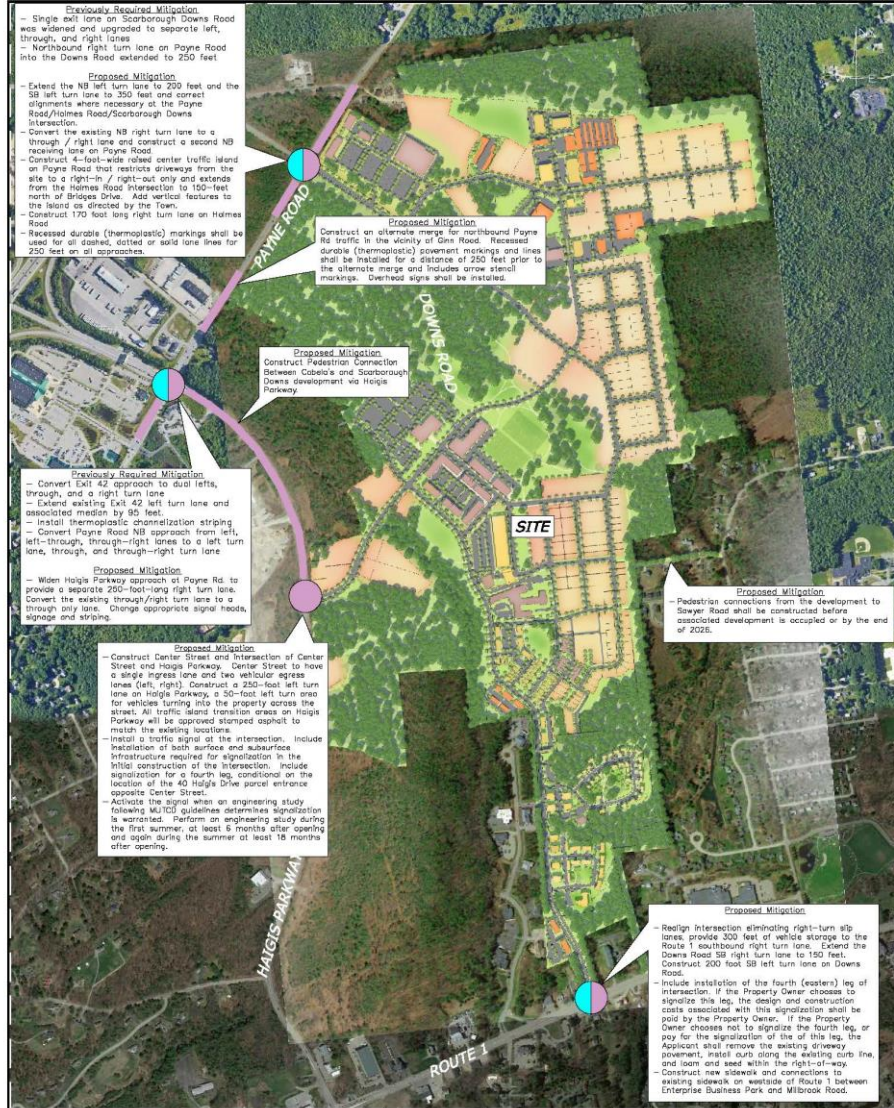 Previously Required Mitigation
- Single exit lane on Scarborough Downs Road
was widened and upgraded to separate left,
through, and right lanes
- Northbound right turn lane on Payne Road
into the Downs Road extended to 250 feet
Proposed Mitigation
- Extend the NB left turn lane to 200 feet and the
SB left turn lane to 350 feet and correct
alignments where necessary at the Payne
Road/Holmes Road/Scarborough Downs
intersection.
- Convert the existing NB right turn lane to a
through / right lane and construct a second NB
receiving lane on Payne Road.
- Construct 4-foot-wide raised center traffic island
on Payne Road that restricts driveways from the
site to a right-in / right-out only and extends
from the Holmes Road intersection to 150-feet
north of Bridges Drive. Add vertical features to
the island as directed by the Town.
- Construct 170 foot long right turn lane on Holmes
Road
- Recessed durable (thermoplastic) markings shall be
used for all dashed, dotted or solid lane lines for
250 feet on all approaches.
PAYNE ROAD
Proposed Mitigation
Construct an alternate merge for northbound Payne
Rd traffic in the vicinity of Ginn Road. Recessed
durable (thermoplastic) pavement markings and lines
shall be installed for a distance of 250 feet prior to
the alternate merge and includes arrow stencil
markings. Overhead signs shall be installed.
DOWNS ROAD
Proposed Mitigation
Construct Pedestrian Connection
Between Cabela's and Scarborough
Downs development via Haigis
Parkway.
Previously Required Mitigation
- Convert Exit 42 approach to dual lefts,
through, and a right turn lane
- Extend existing Exit 42 left turn lane and
associated median by 95 feet.
- Install thermoplastic channelization striping
- Convert Payne Road NB approach from left,
left-through, through-right lanes to a left turn
lane, through, and through-right turn lane
Proposed Mitigation
- Widen Haigis Parkway approach at Payne Rd. to
provide a separate 250-foot-long right turn lane.
Convert the existing through/right turn lane to a
through only lane. Change appropriate signal heads,
signage and striping.
SITE
Proposed Mitigation
- Pedestrian connections from the development to
Sawyer Road shall be constructed before
associated development is occupied or by the end
of 2026.
Proposed Mitigation
- Construct Center Street and intersection of Center
Street and Haigis Parkway. Center Street to have
a single ingress lane and two vehicular egress
lanes (left, right). Construct a 250-foot left turn
lane on Haigis Parkway, a 50-foot left turn area
for vehicles turning into the property across the
street. All traffic island transition areas on Haigis
Parkway will be approved stamped asphalt to
match the existing locations.
- Install a traffic signal at the intersection. Include
installation of both surface and subsurface
infrastructure required for signalization in the
initial construction of the intersection. Include
signalization for a fourth leg, conditional on the
location of the 40 Haigis Drive parcel entrance
opposite Center Street.
- Activate the signal when an engineering study
following MUTCD guidelines determines signalization
is warranted. Perform an engineering study during
the first summer, at least 6 months after opening
and again during the summer at least 18 months
after opening.
HAIGIS PARKWAY
Proposed Mitigation
- Realign intersection eliminating right-turn slip
lanes, provide 300 feet of vehicle storage to the
Route 1 southbound right turn lane. Extend the
Downs Road SB right turn lane to 150 feet.
Construct 200 foot SB left turn lane on Downs
Road.
- Include installation of the fourth (eastern) leg of
intersection. If the Property Owner chooses to
signalize this leg, the design and construction
costs associated with this signalization shall be
paid by the Property Owner. If the Property
Owner chooses not to signalize the fourth leg, or
pay for the signalization of the of this leg, the
Applicant shall remove the existing driveway
pavement, install curb along the existing curb line,
and loam and seed within the right-of-way.
- Construct new sidewalk and connections to
existing sidewalk on westside of Route 1 between
Enterprise Business Park and Millbrook Road.
ROUTE 1